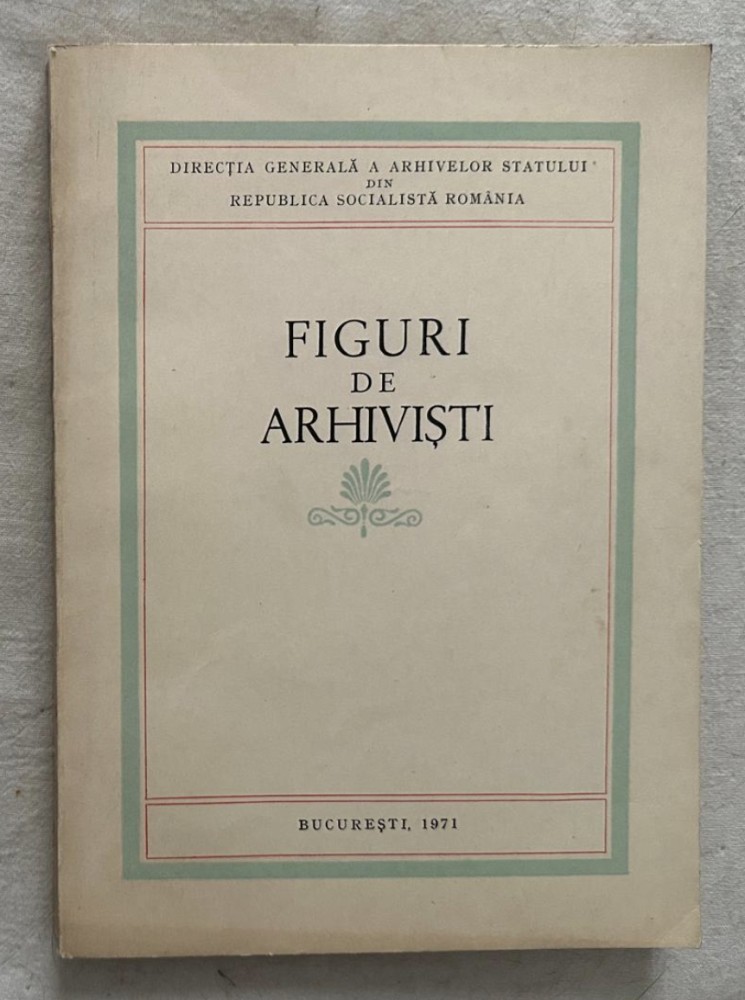 DIRECȚIA GENERALĂ A ARHIVELOR STATULUI
DIN
REPUBLICA SOCIALISTĂ ROMÂNIA
FIGURI
DE
ARHIVIȘTI
BUCUREȘTI, 1971